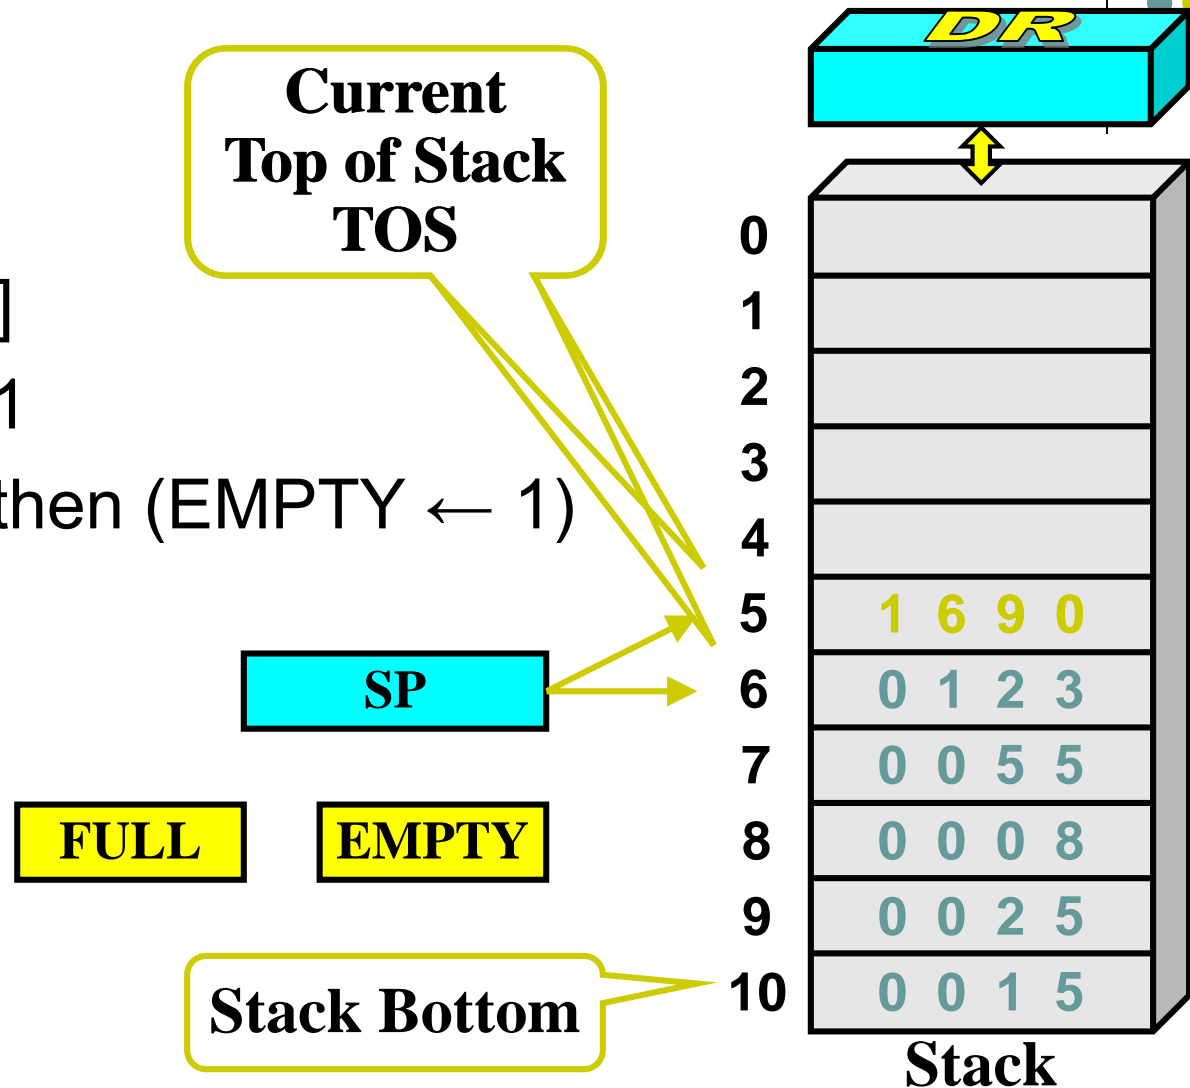 DR
Current
Top of Stack
TOS
]
1
then (EMPTY ← 1)
SP
FULL EMPTY
Stack Bottom
0
1
2
3
4
5 1 6 9 0
6 0 1 2 3
7 0 0 5 5
8 0 0 0 8
9 0 0 2 5
10 0 0 1 5
Stack